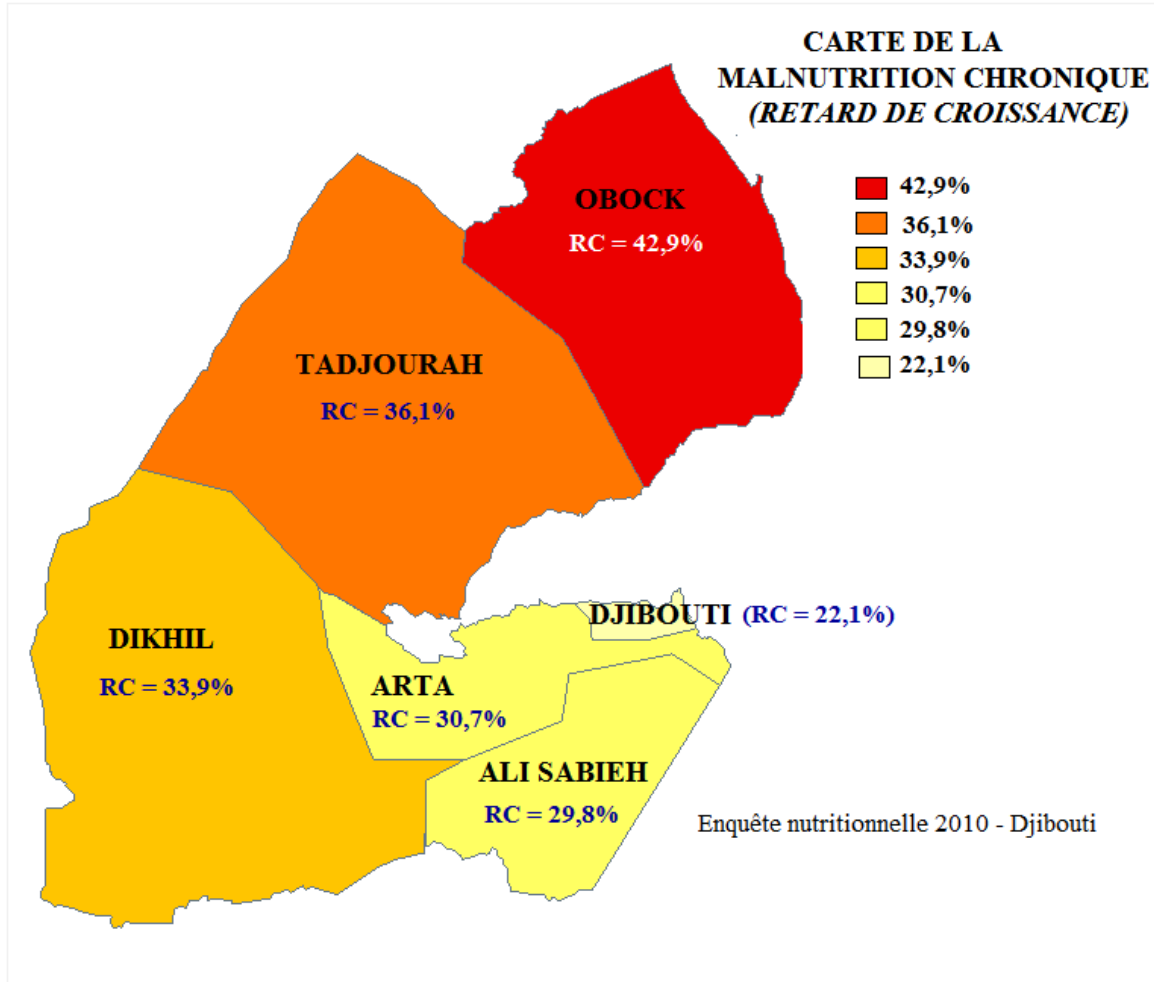 CARTE DE LA
MALNUTRITION CHRONIQUE
(RETARD DE CROISSANCE)
42,9%
36,1%
33,9%
30,7%
29,8%
22,1%
OBOCK
RC = 42,9%
TADJOURAH
RC = 36,1%
DJIBOUTI (RC = 22,1%)
DIKHIL
RC = 33,9%
ARTA
RC = 30,7%
ALI SABIEH
RC = 29,8%
Enquête nutritionnelle 2010 - Djibouti